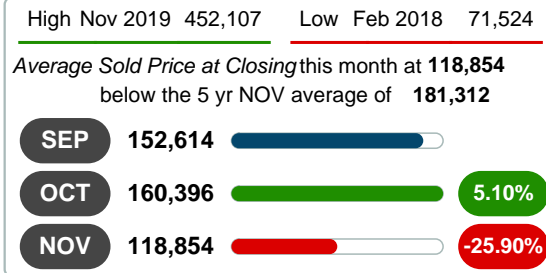 High Nov 2019 452,107 Low Feb 2018 71,524
Average Sold Price at Closing this month at 118,854
below the 5 yr NOV average of 181,312
SEP 152,614
OCT 160,396 5.10%
NOV 118,854 -25.90%